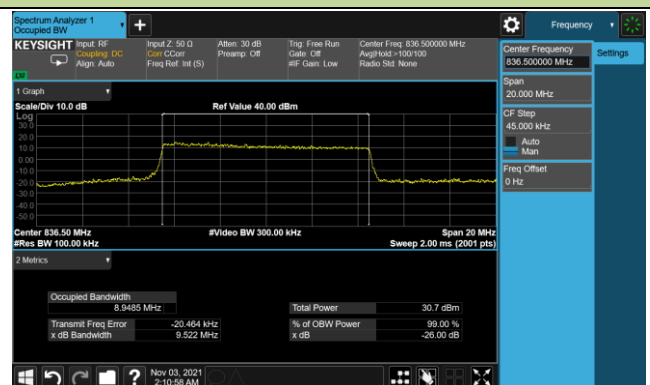 Spectrum Analyzer 1
Occupied BW
+
Frequency
KEYSIGHT
Input: RF
Coupling: DC
Align: Auto
Input Z: 50 Ω
Corr CCorr
Freq Ref: Int (S)
Atten: 30 dB
Preamp: Off
Trig: Free Run
Gate: Off
#IF Gain: Low
Center Freq: 836.500000 MHz
Avg|Hold:>100/100
Radio Std: None
Center Frequency
836.500000 MHz
Settings
Span
20.000 MHz
CF Step
45.000 kHz
Auto
Man
Freq Offset
0 Hz
1 Graph
Scale/Div 10.0 dB
Ref Value 40.00 dBm
Log
30.0
20.0
10.0
0.00
-10.0
-20.0
-30.0
-40.0
-50.0
Center 836.50 MHz
#Video BW 300.00 kHz
Span 20 MHz
#Res BW 100.00 kHz
Sweep 2.00 ms (2001 pts)
2 Metrics
Occupied Bandwidth
8.9485 MHz
Total Power
30.7 dBm
Transmit Freq Error
-20.464 kHz
% of OBW Power
99.00 %
x dB Bandwidth
9.522 MHz
x dB
-26.00 dB
?
Nov 03, 2021
2:10:58 AM